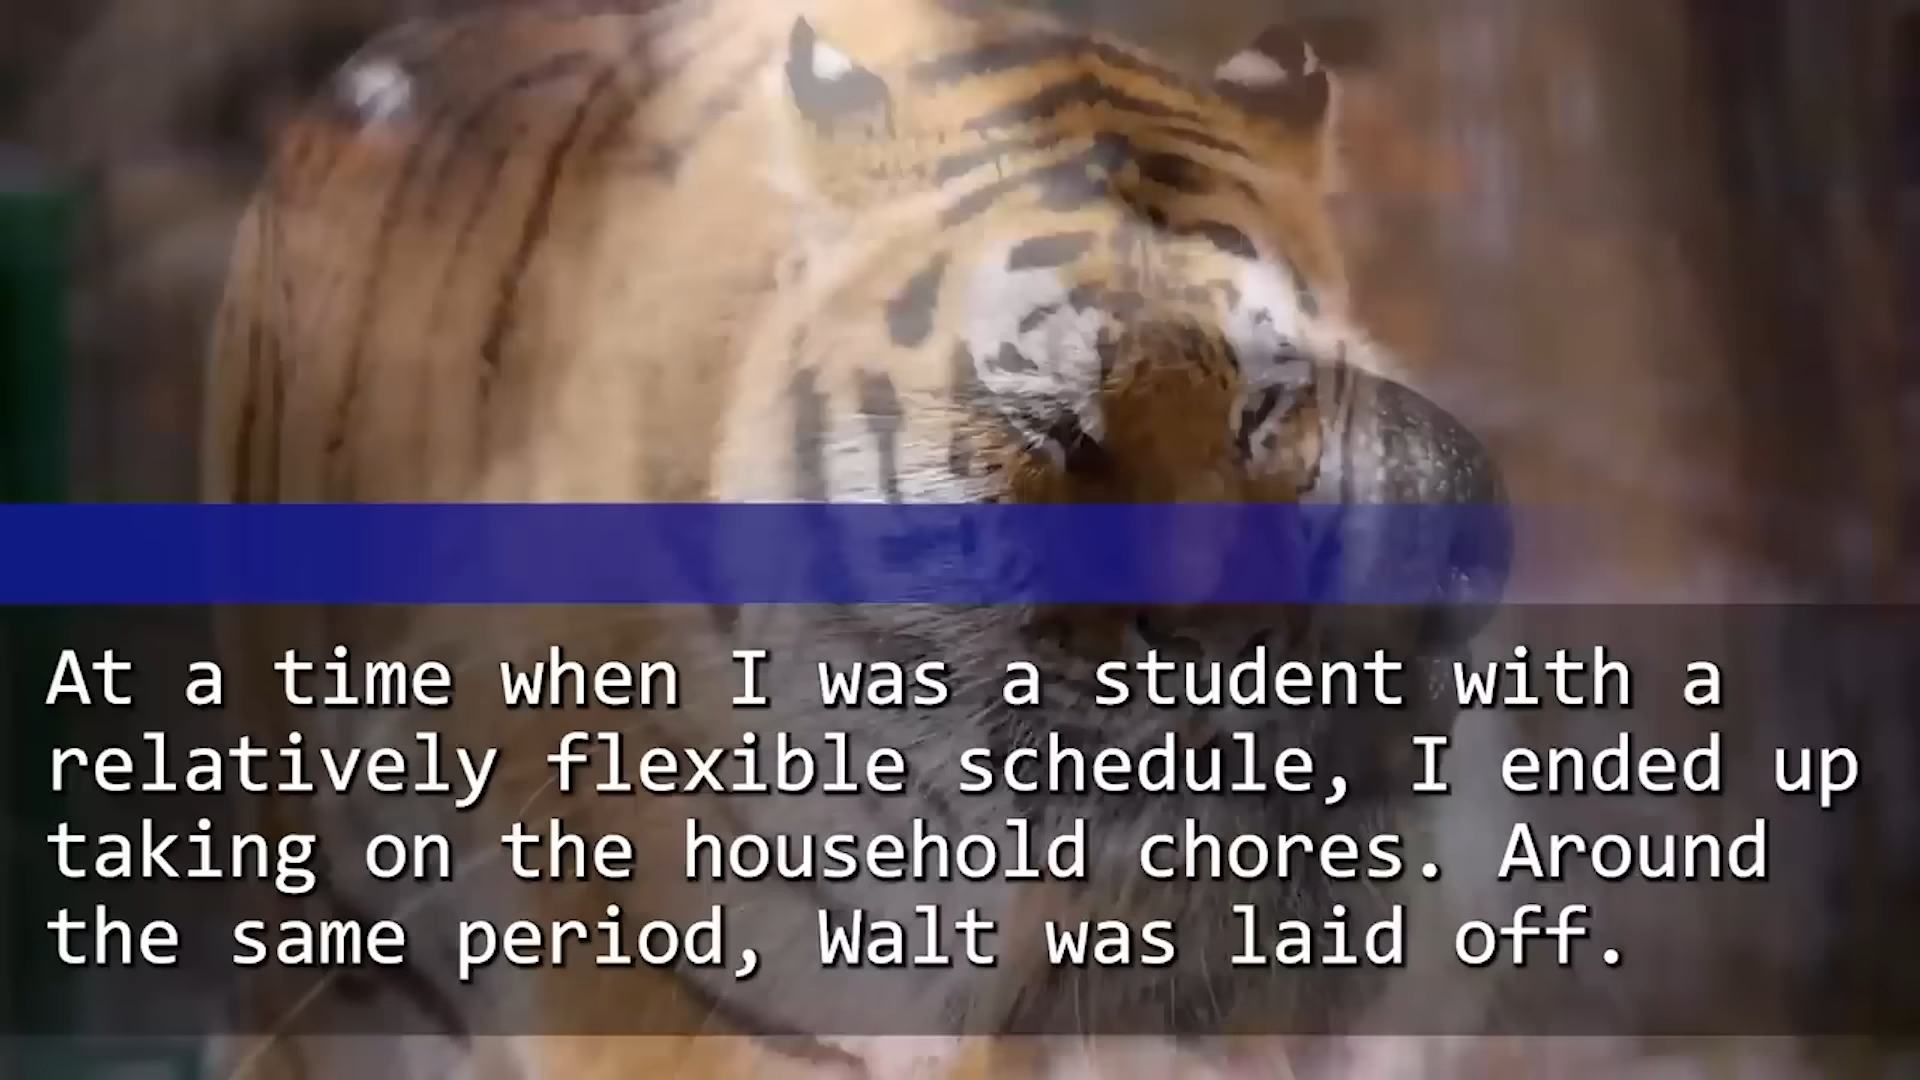 At a time when I was a student with a
relatively flexible schedule, I ended up
taking on the household chores. Around
the same period, Walt was laid off.